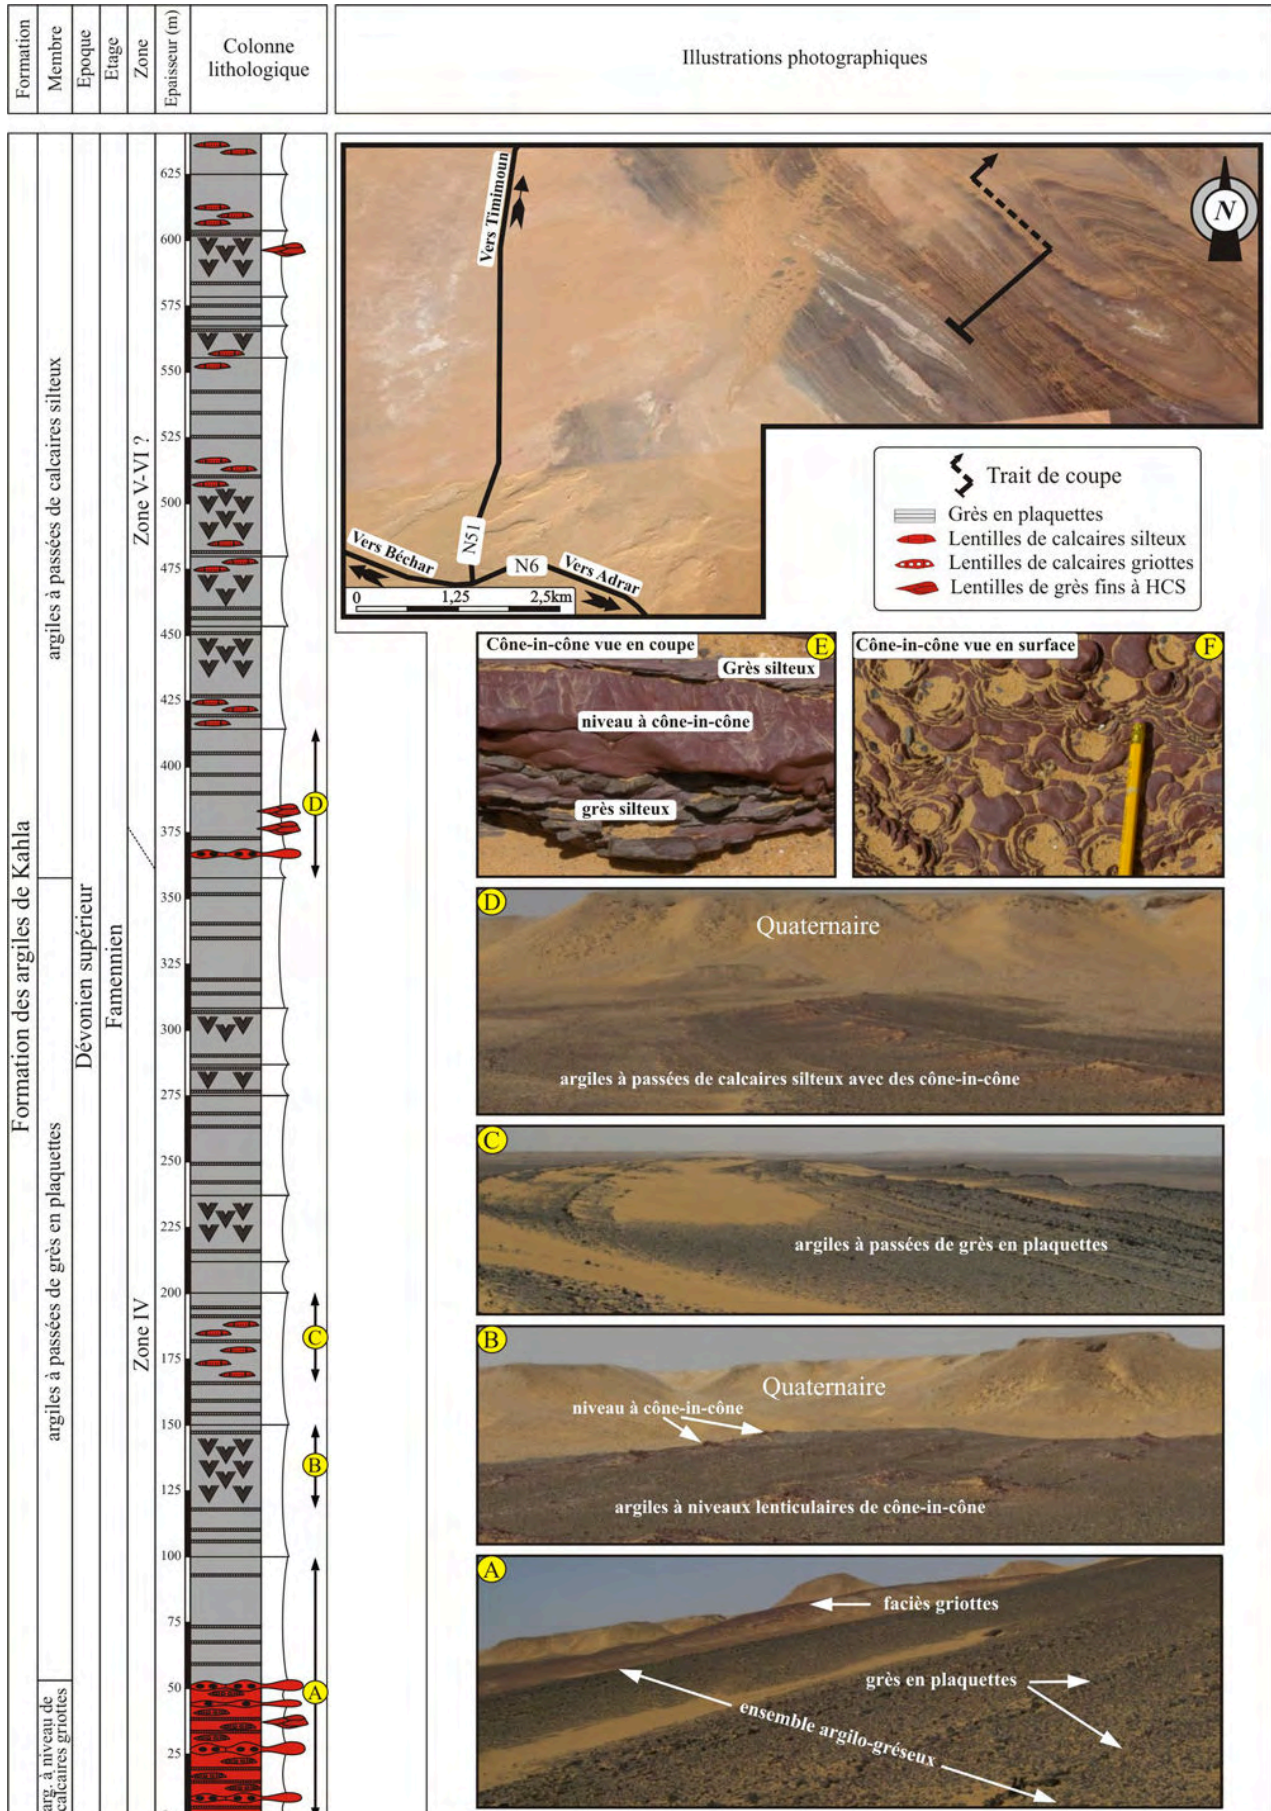 Formation
Membre
Epoque
Etage
Zone
Epaisseur (m)
Colonne
lithologique
Illustrations photographiques
Formation des argiles de Kahla
argiles à passées de calcaires silteux
argiles à passées de grès en plaquettes
arg. à niveau de
calcaires griottes
Dévonien supérieur
Famennien
Zone V-VI ?
Zone IV
625
600
575
550
525
500
475
450
425
400
375
350
325
300
275
250
225
200
175
150
125
100
75
50
25
D
C
B
A
Vers Timimoun
N
N51
N6
Vers Béchar
Vers Adrar
0 1,25 2,5km
Trait de coupe
Grès en plaquettes
Lentilles de calcaires silteux
Lentilles de calcaires griottes
Lentilles de grès fins à HCS
Cône-in-cône vue en coupe
E
Grès silteux
niveau à cône-in-cône
grès silteux
Cône-in-cône vue en surface
F
D
Quaternaire
argiles à passées de calcaires silteux avec des cône-in-cône
C
argiles à passées de grès en plaquettes
B
Quaternaire
niveau à cône-in-cône
argiles à niveaux lenticulaires de cône-in-cône
A
faciès griottes
grès en plaquettes
ensemble argilo-gréseux